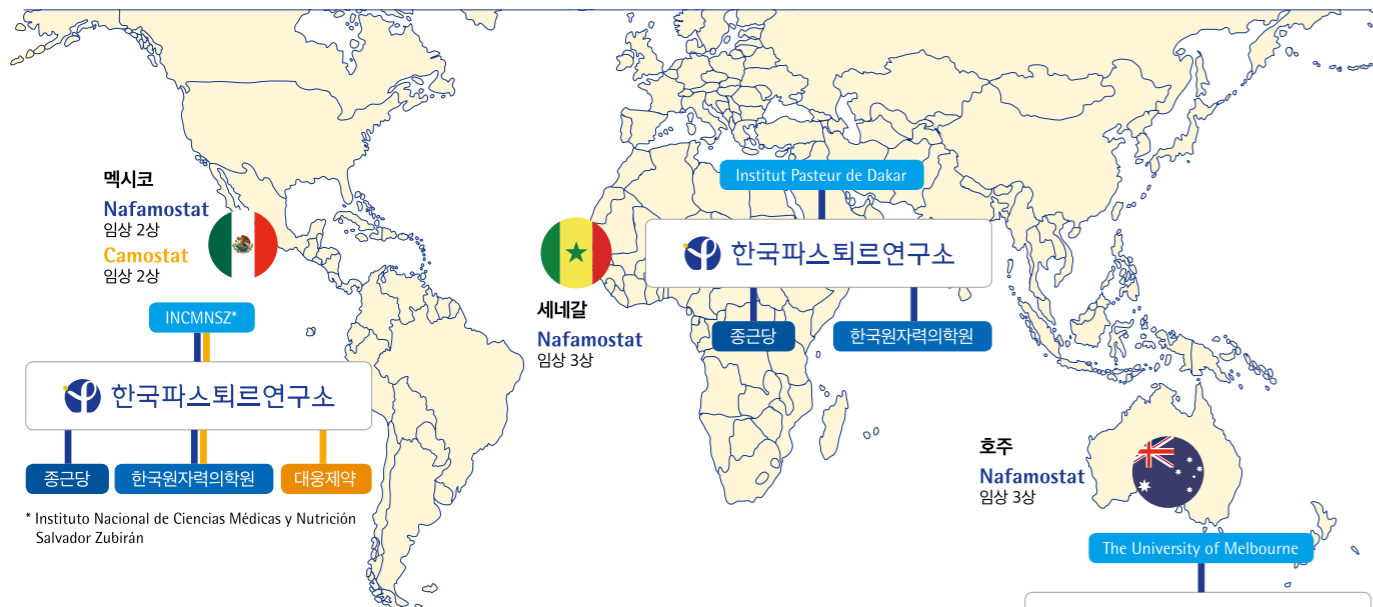 멕시코
Nafamostat
임상 2상
Camostat
임상 2상
INCMNSZ*
한국파스퇴르연구소
종근당
한국원자력의학원
대웅제약
* Instituto Nacional de Ciencias Médicas y Nutrición
Salvador Zubirán
Institut Pasteur de Dakar
한국파스퇴르연구소
종근당
한국원자력의학원
세네갈
Nafamostat
임상 3상
호주
Nafamostat
임상 3상
The University of Melbourne